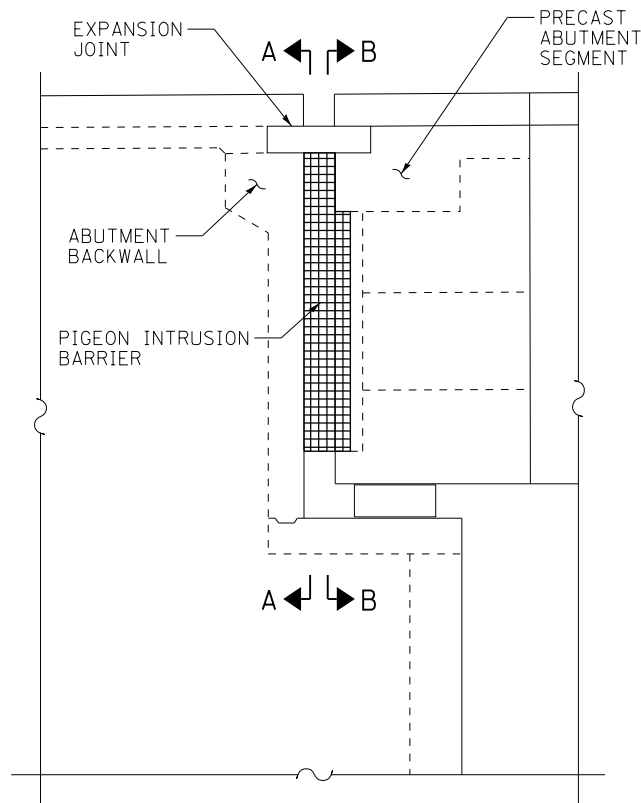 EXPANSION
JOINT
A
B
PRECAST
ABUTMENT
SEGMENT
ABUTMENT
BACKWALL
PIGEON INTRUSION
BARRIER
A
B